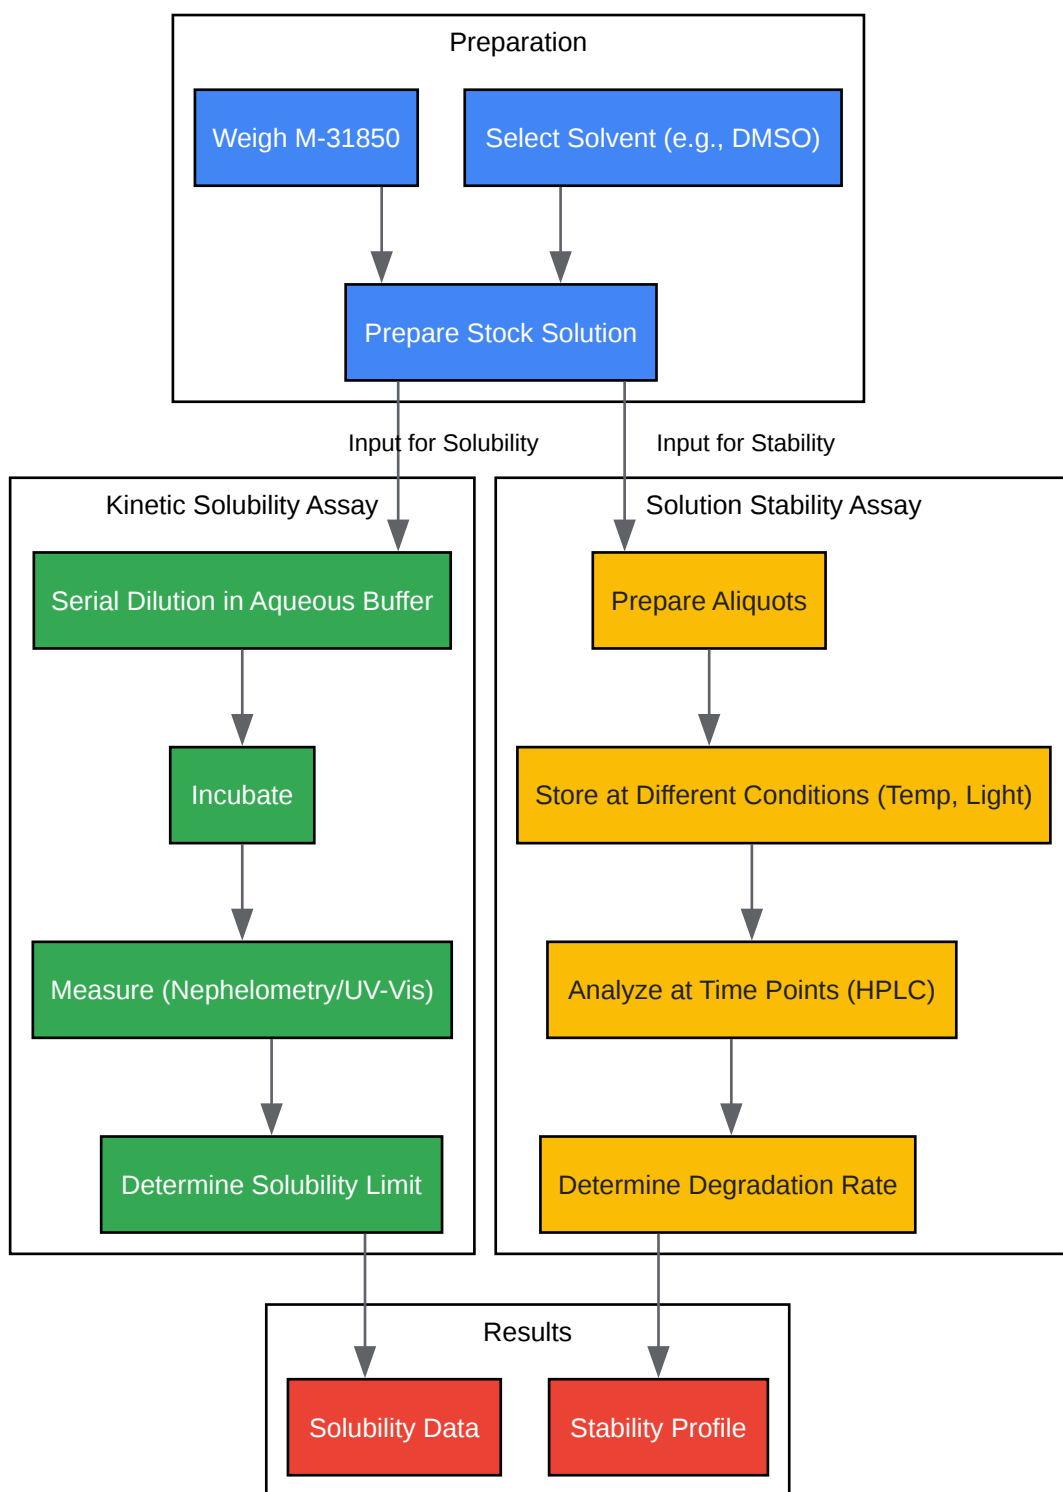 Preparation
Weigh M-31850
Select Solvent (e.g., DMSO)
Prepare Stock Solution
Input for Solubility
Input for Stability
Kinetic Solubility Assay
Serial Dilution in Aqueous Buffer
Incubate
Measure (Nephelometry/UV-Vis)
Determine Solubility Limit
Solution Stability Assay
Prepare Aliquots
Store at Different Conditions (Temp, Light)
Analyze at Time Points (HPLC)
Determine Degradation Rate
Results
Solubility Data
Stability Profile